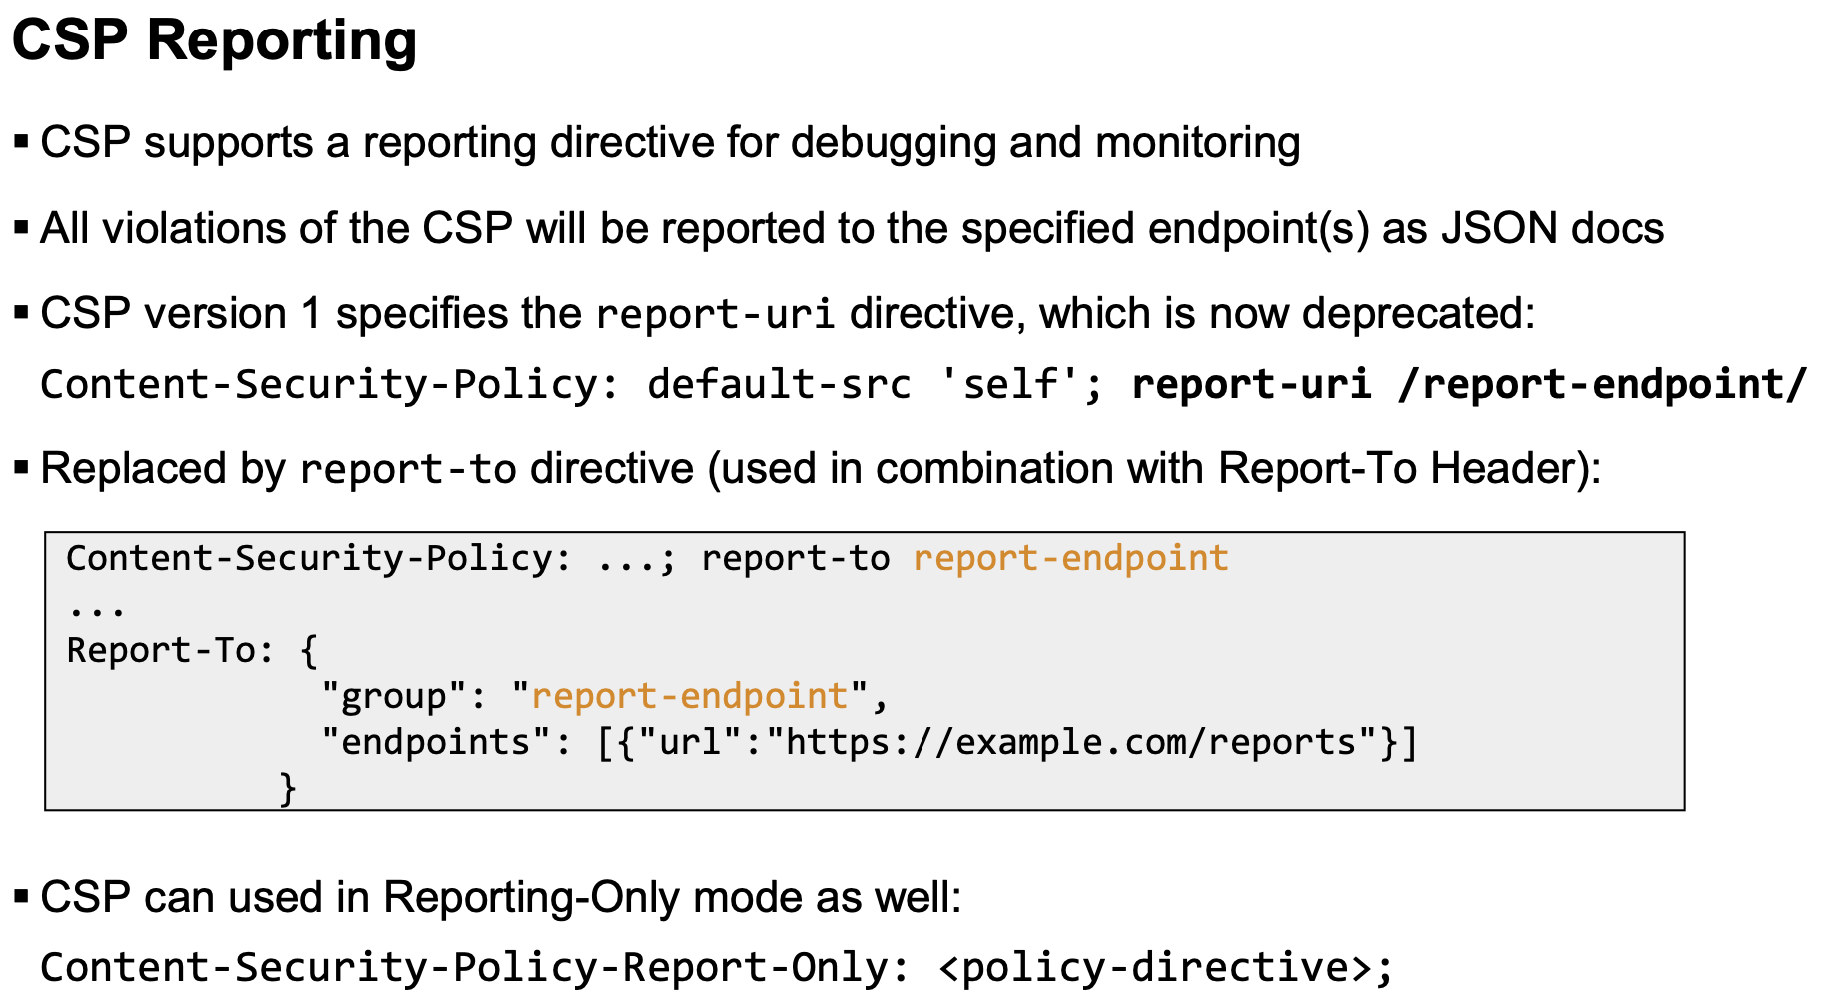 CSP Reporting
▪ CSP supports a reporting directive for debugging and monitoring
▪ All violations of the CSP will be reported to the specified endpoint(s) as JSON docs
▪ CSP version 1 specifies the report-uri directive, which is now deprecated:
Content-Security-Policy: default-src 'self'; report-uri /report-endpoint/
▪ Replaced by report-to directive (used in combination with Report-To Header):
Content-Security-Policy: ...; report-to report-endpoint
...
Report-To: {
"group": "report-endpoint",
"endpoints": [{"url":"https://example.com/reports"}]
}
▪ CSP can used in Reporting-Only mode as well:
Content-Security-Policy-Report-Only: <policy-directive>;